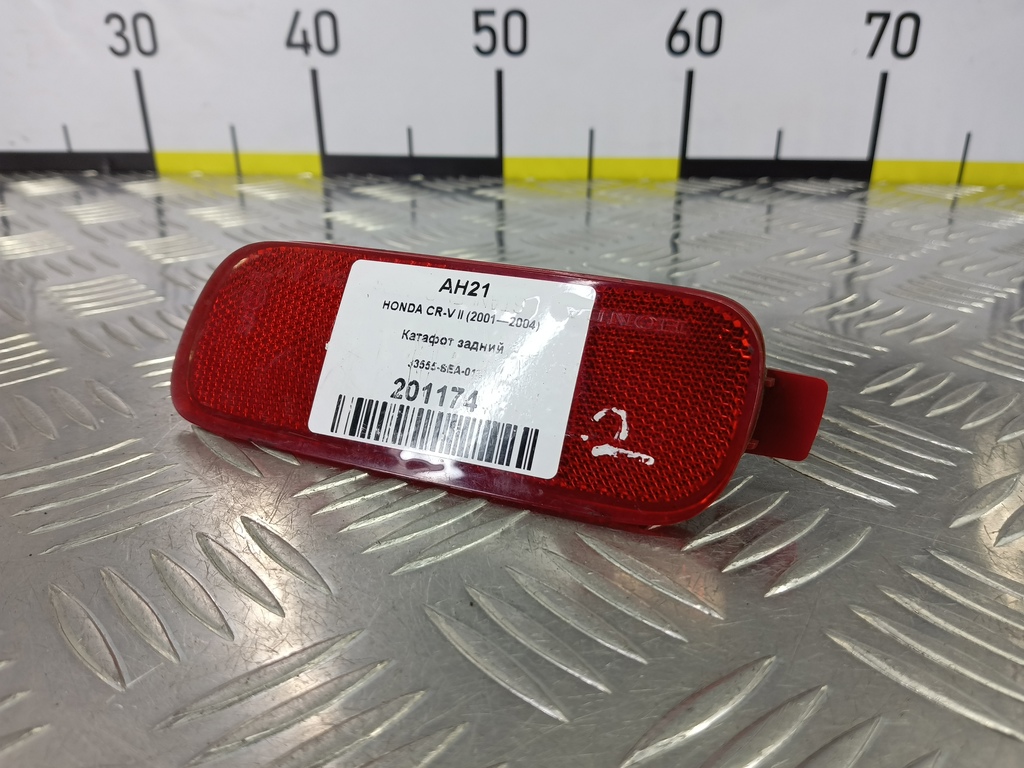 30 40 50 60 70
AH21
HONDA CR-V II (2001—2004)
Катафот задний
201174
2